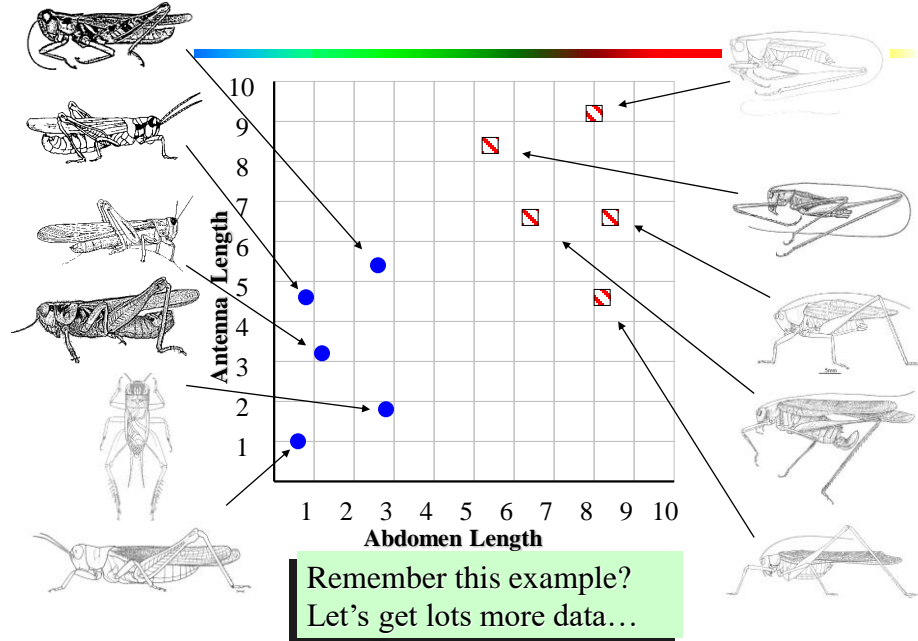 10
9
8
7
6
5
4
3
2
1
Antenna Length
1 2 3 4 5 6 7 8 9 10
Abdomen Length
5mm
Remember this example?
Let's get lots more data…